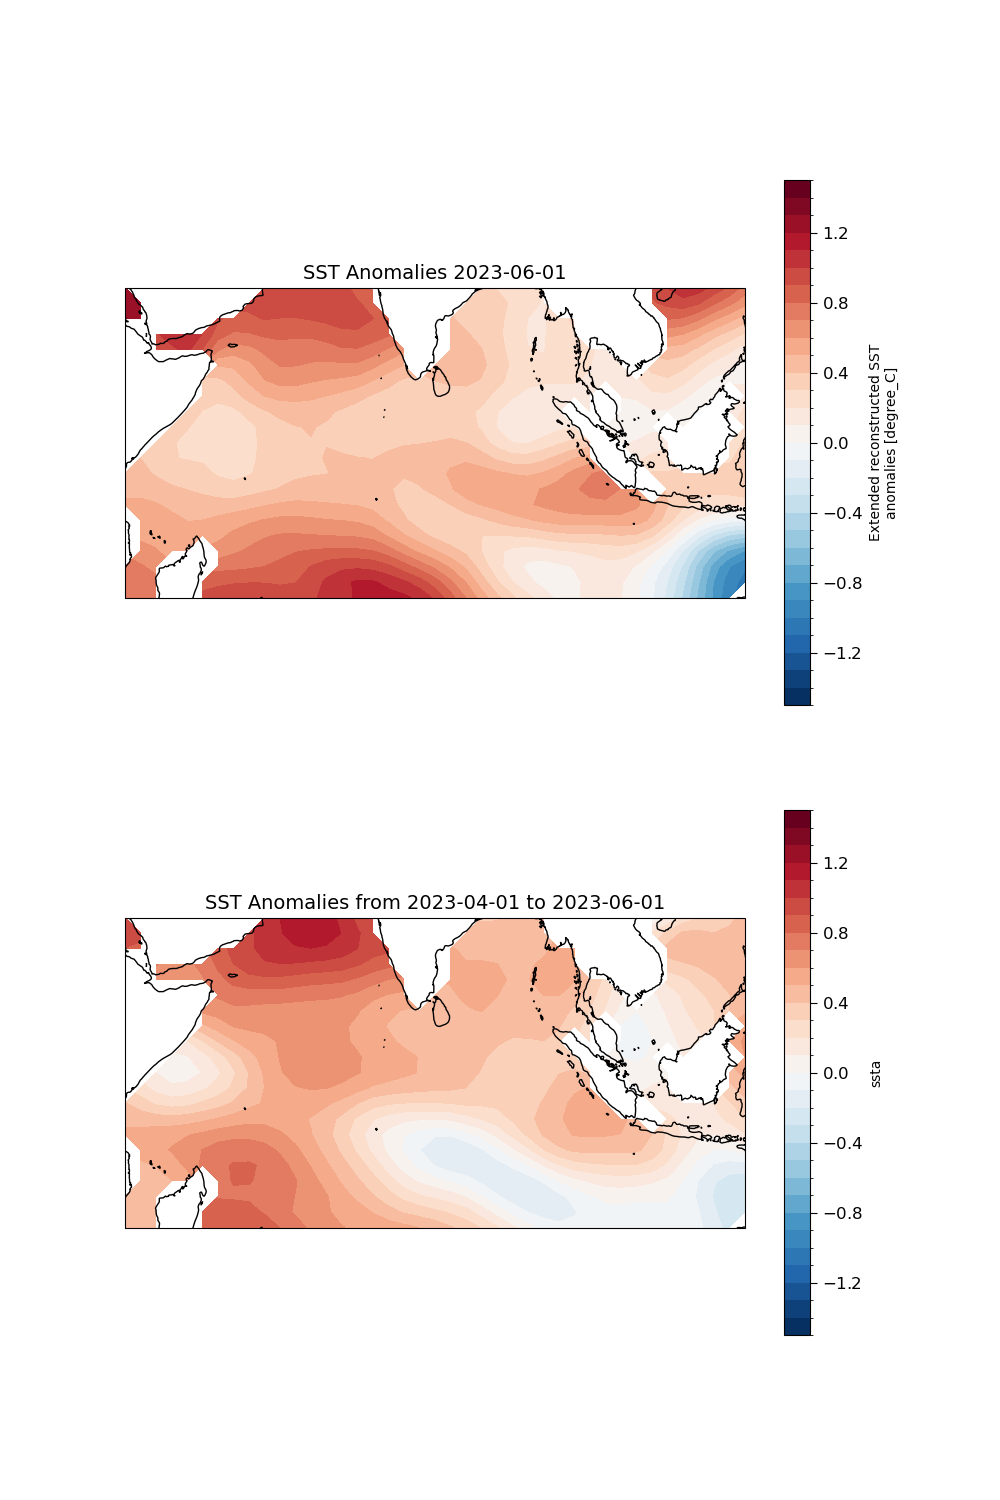 SST Anomalies 2023-06-01
1.2
0.8
0.4
0.0
−0.4
−0.8
−1.2
Extended reconstructed SST
anomalies [degree_C]
SST Anomalies from 2023-04-01 to 2023-06-01
1.2
0.8
0.4
0.0
−0.4
−0.8
−1.2
ssta